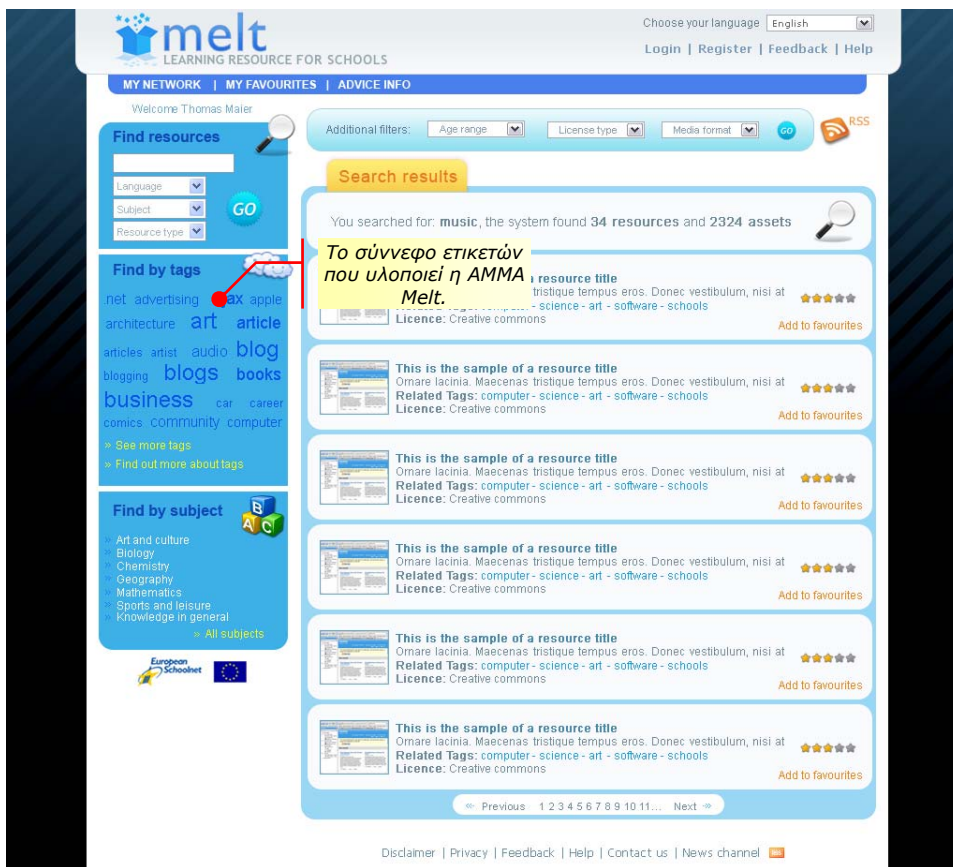 melt
LEARNING RESOURCE FOR SCHOOLS
Choose your language English
Login | Register | Feedback | Help
MY NETWORK | MY FAVOURITES | ADVICE INFO
Welcome Thomas Maier
Find resources
Language
Subject
Resource type
GO
Additional filters: Age range License type Media format GO
RSS
Search results
You searched for: music, the system found 34 resources and 2324 assets
Find by tags
.net advertising ax apple
architecture art article
articles artist audio blog
blogging blogs books
business car career
comics community computer
» See more tags
» Find out more about tags
Το σύννεφο ετικετών
που υλοποιεί η ΑΜΜΑ
Melt.
resource title
tristique tempus eros. Donec vestibulum, nisi at
science - art - software - schools
Licence: Creative commons
Add to favourites
This is the sample of a resource title
Ornare lacinia. Maecenas tristique tempus eros. Donec vestibulum, nisi at
Related Tags: computer - science - art - software - schools
Licence: Creative commons
Add to favourites
This is the sample of a resource title
Ornare lacinia. Maecenas tristique tempus eros. Donec vestibulum, nisi at
Related Tags: computer - science - art - software - schools
Licence: Creative commons
Add to favourites
This is the sample of a resource title
Ornare lacinia. Maecenas tristique tempus eros. Donec vestibulum, nisi at
Related Tags: computer - science - art - software - schools
Licence: Creative commons
Add to favourites
This is the sample of a resource title
Ornare lacinia. Maecenas tristique tempus eros. Donec vestibulum, nisi at
Related Tags: computer - science - art - software - schools
Licence: Creative commons
Add to favourites
This is the sample of a resource title
Ornare lacinia. Maecenas tristique tempus eros. Donec vestibulum, nisi at
Related Tags: computer - science - art - software - schools
Licence: Creative commons
Add to favourites
Find by subject
B
A C
» Art and culture
» Biology
» Chemistry
» Geography
» Mathematics
» Sports and leisure
» Knowledge in general
» All subjects
European
Schoolnet
Previous 1 2 3 4 5 6 7 8 9 10 11... Next
Disclaimer | Privacy | Feedback | Help | Contact us | News channel